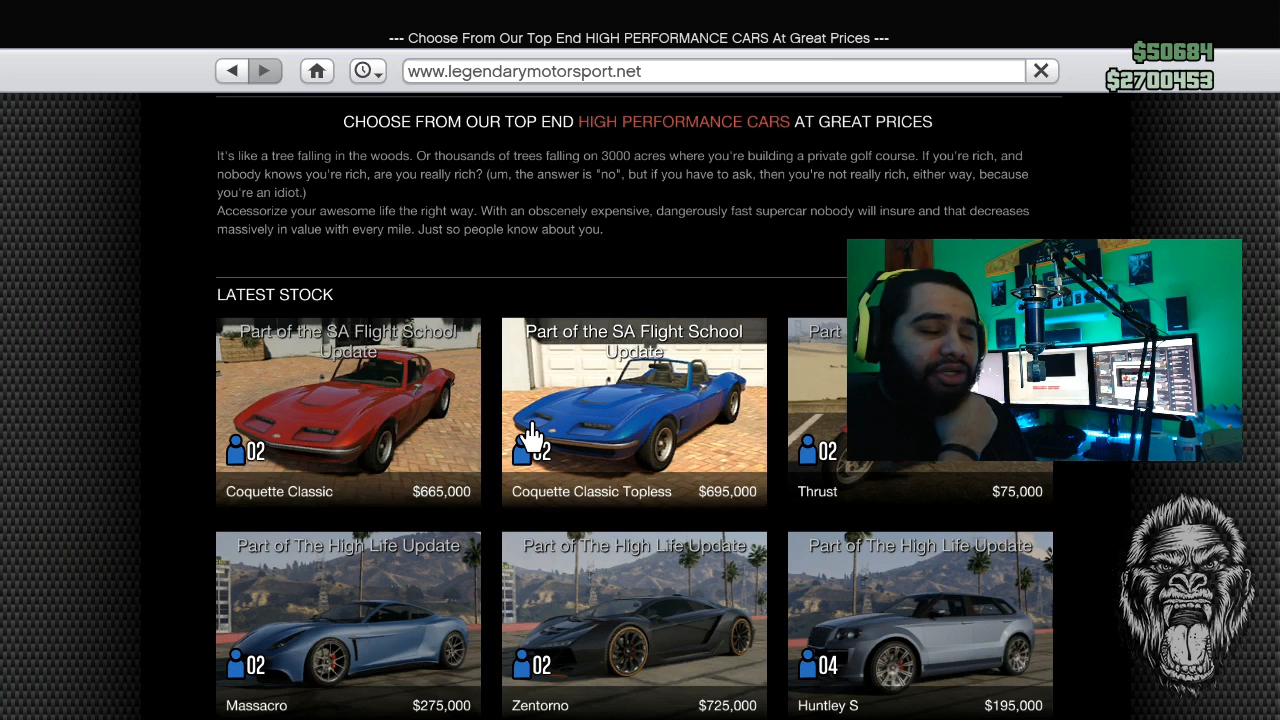 --- Choose From Our Top End HIGH PERFORMANCE CARS At Great Prices ---
$50684
www.legendarymotorsport.net
$2700453
CHOOSE FROM OUR TOP END HIGH PERFORMANCE CARS AT GREAT PRICES
It's like a tree falling in the woods. Or thousands of trees falling on 3000 acres where you're building a private golf course. If you're rich, and
nobody knows you're rich, are you really rich? (um, the answer is "no", but if you have to ask, then you're not really rich, either way, because
you're an idiot.)
Accessorize your awesome life the right way. With an obscenely expensive, dangerously fast supercar nobody will insure and that decreases
massively in value with every mile. Just so people know about you.
LATEST STOCK
Part of the SA Flight School
Update
02
Coquette Classic $665,000
Part of the SA Flight School
Update
02
Coquette Classic Topless $695,000
Part
02
Thrust $75,000
Part of The High Life Update
02
Massacro $275,000
Part of The High Life Update
02
Zentorno $725,000
Part of The High Life Update
04
Huntley S $195,000